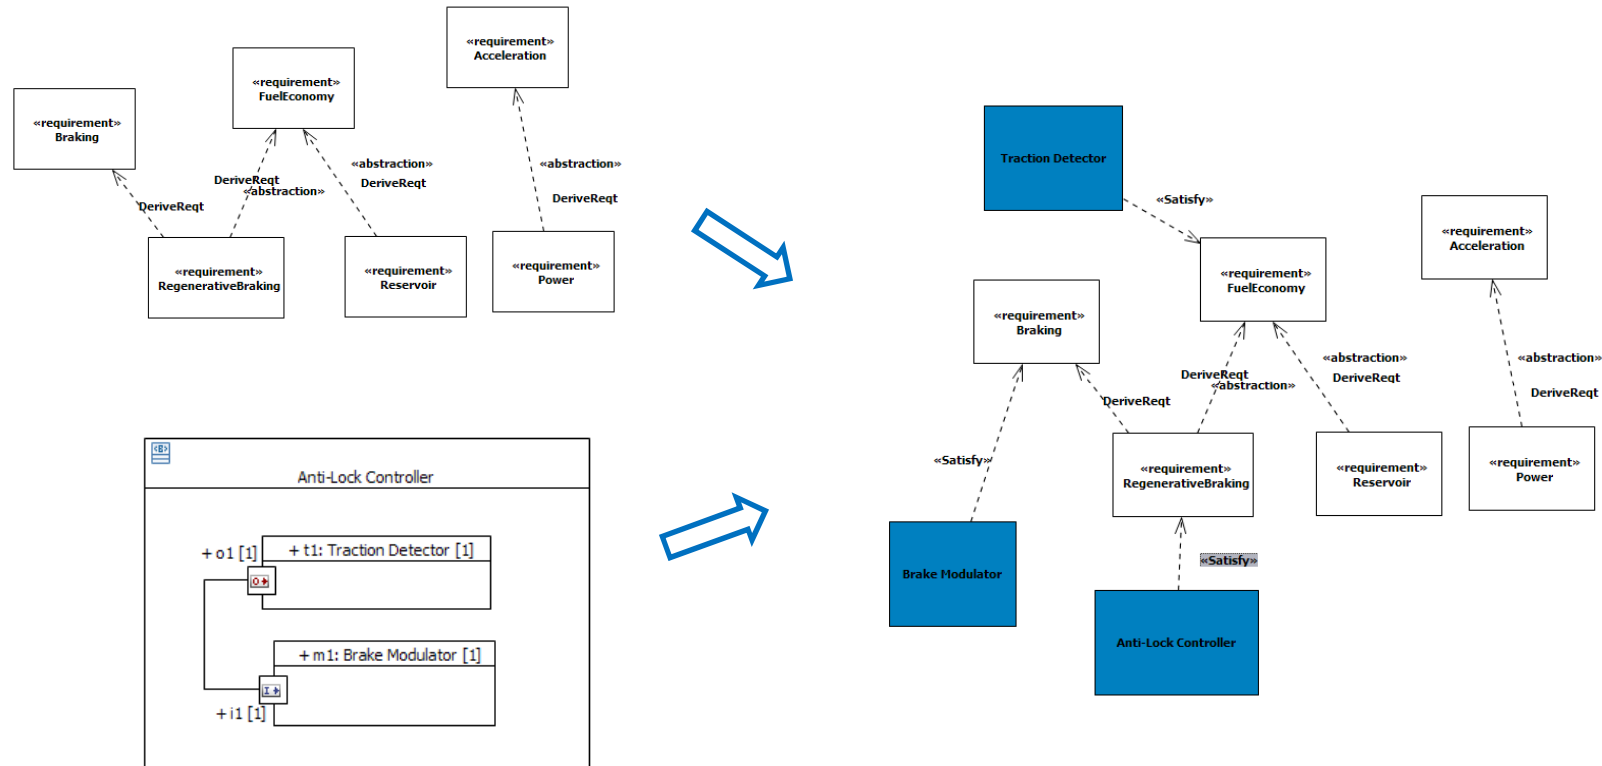 «requirement»
Acceleration
«requirement»
FuelEconomy
«requirement»
Braking
«abstraction»
DeriveReqt
«abstraction»
DeriveReqt
DeriveReqt
«abstraction»
DeriveReqt
«requirement»
RegenerativeBraking
«requirement»
Reservoir
«requirement»
Power
Anti-Lock Controller
+ o1 [1]
+ t1: Traction Detector [1]
+ m1: Brake Modulator [1]
+ i1 [1]
Traction Detector
«Satisfy»
«requirement»
Acceleration
«requirement»
FuelEconomy
«requirement»
Braking
«abstraction»
DeriveReqt
«abstraction»
DeriveReqt
DeriveReqt
«abstraction»
DeriveReqt
«Satisfy»
«requirement»
RegenerativeBraking
«requirement»
Reservoir
«requirement»
Power
«Satisfy»
Brake Modulator
Anti-Lock Controller